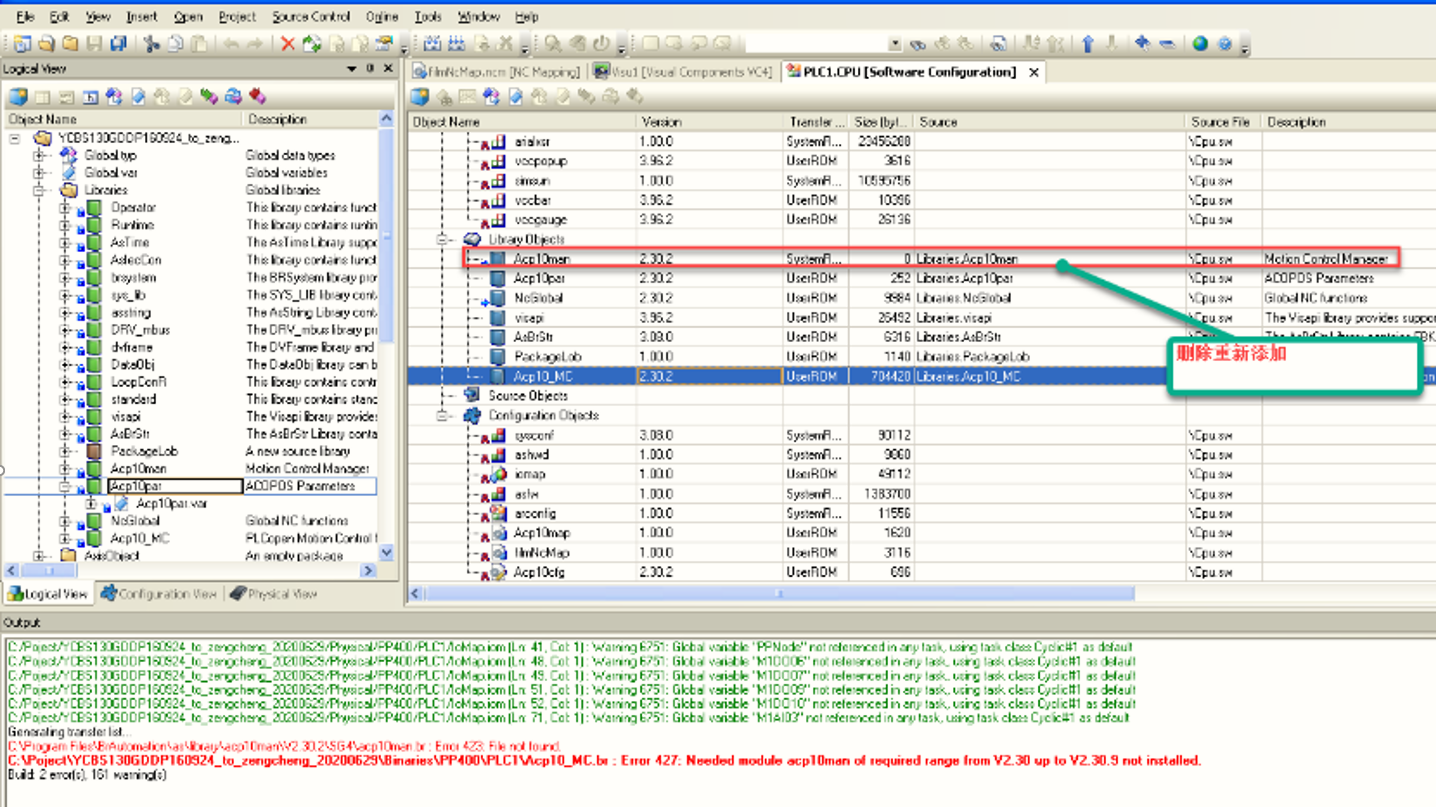 File Edit View Insert Open Project Source Control Online Tools Window Help
Logical View
Object Name Description
YCBS130GDDP160924_to_zeng...
Global.typ Global data types
Global.var Global variables
Libraries Global libraries
Operator This library contains funct
Runtime This library contains runtin
AsTime The AsTime Library suppo
AsIecCon This library contains funct
brsystem The BRSystem library prov
sys_lib The SYS_LIB library cont
asstring The AsString Library cont
DRV_mbus The DRV_mbus library pr
dvframe The DVFrame library and
DataObj The DataObj library can b
LoopConR This library contains contr
standard This library contains stanc
visapi The Visapi library provides
AsBrStr The AsBrStr Library conta
PackageLob A new source library
Acp10man Motion Control Manager
Acp10par ACOPOS Parameters
Acp10par.var
NcGlobal Global NC functions
Acp10_MC PLCopen Motion Control f
AxisObject An empty package
Logical View Configuration View Physical View
filmNcMap.ncm [NC Mapping] Visu1 [Visual Components VC4] PLC1.CPU [Software Configuration]
Object Name Version Transfer ... Size (byt... Source Source File Description
arialxsr 1.00.0 SystemR... 23456288 \Cpu.sw
vcepopup 3.96.2 UserROM 3616 \Cpu.sw
simsun 1.00.0 SystemR... 10595756 \Cpu.sw
vccbar 3.96.2 UserROM 10396 \Cpu.sw
vccgauge 3.96.2 UserROM 26136 \Cpu.sw
Library Objects
Acp10man 2.30.2 SystemR... 0 Libraries.Acp10man \Cpu.sw Motion Control Manager
Acp10par 2.30.2 UserROM 252 Libraries.Acp10par \Cpu.sw ACOPOS Parameters
NcGlobal 2.30.2 UserROM 9984 Libraries.NcGlobal \Cpu.sw Global NC functions
visapi 3.96.2 UserROM 26492 Libraries.visapi \Cpu.sw The Visapi library provides suppor
AsBrStr 3.08.0 UserROM 6316 Libraries.AsBrStr \Cpu.sw
PackageLob 1.00.0 UserROM 1140 Libraries.PackageLob
Acp10_MC 2.30.2 UserROM 704420 Libraries.Acp10_MC
删除重新添加
Source Objects
Configuration Objects
sysconf 3.08.0 SystemR... 90112 \Cpu.sw
ashwd 1.00.0 SystemR... 9860 \Cpu.sw
iomap 1.00.0 UserROM 49112 \Cpu.sw
asfw 1.00.0 SystemR... 1383700 \Cpu.sw
arconfig 1.00.0 SystemR... 11556 \Cpu.sw
Acp10map 1.00.0 UserROM 1620 \Cpu.sw
filmNcMap 1.00.0 UserROM 3116 \Cpu.sw
Acp10cfg 2.30.2 UserROM 696 \Cpu.sw
Output
C:/Poject/YCBS130GDDP160924_to_zengcheng_20200629/Physical/PP400/PLC1/IoMap.iom (Ln: 41, Col: 1) : Warning 6751: Global variable "PPNode" not referenced in any task, using task class Cyclic#1 as default
C:/Poject/YCBS130GDDP160924_to_zengcheng_20200629/Physical/PP400/PLC1/IoMap.iom (Ln: 48, Col: 1) : Warning 6751: Global variable "M1DO06" not referenced in any task, using task class Cyclic#1 as default
C:/Poject/YCBS130GDDP160924_to_zengcheng_20200629/Physical/PP400/PLC1/IoMap.iom (Ln: 49, Col: 1) : Warning 6751: Global variable "M1DO07" not referenced in any task, using task class Cyclic#1 as default
C:/Poject/YCBS130GDDP160924_to_zengcheng_20200629/Physical/PP400/PLC1/IoMap.iom (Ln: 51, Col: 1) : Warning 6751: Global variable "M1DO09" not referenced in any task, using task class Cyclic#1 as default
C:/Poject/YCBS130GDDP160924_to_zengcheng_20200629/Physical/PP400/PLC1/IoMap.iom (Ln: 52, Col: 1) : Warning 6751: Global variable "M1DO10" not referenced in any task, using task class Cyclic#1 as default
C:/Poject/YCBS130GDDP160924_to_zengcheng_20200629/Physical/PP400/PLC1/IoMap.iom (Ln: 71, Col: 1) : Warning 6751: Global variable "M1AI03" not referenced in any task, using task class Cyclic#1 as default
Generating transfer list...
C:\Program Files\BrAutomation\as\library\acp10man\V2.30.2\SG4\acp10man.br : Error 423: File not found.
C:\Poject\YCBS130GDDP160924_to_zengcheng_20200629\Binaries\PP400\PLC1\Acp10_MC.br : Error 427: Needed module acp10man of required range from V2.30 up to V2.30.9 not installed.
Build: 2 error(s), 161 warning(s)